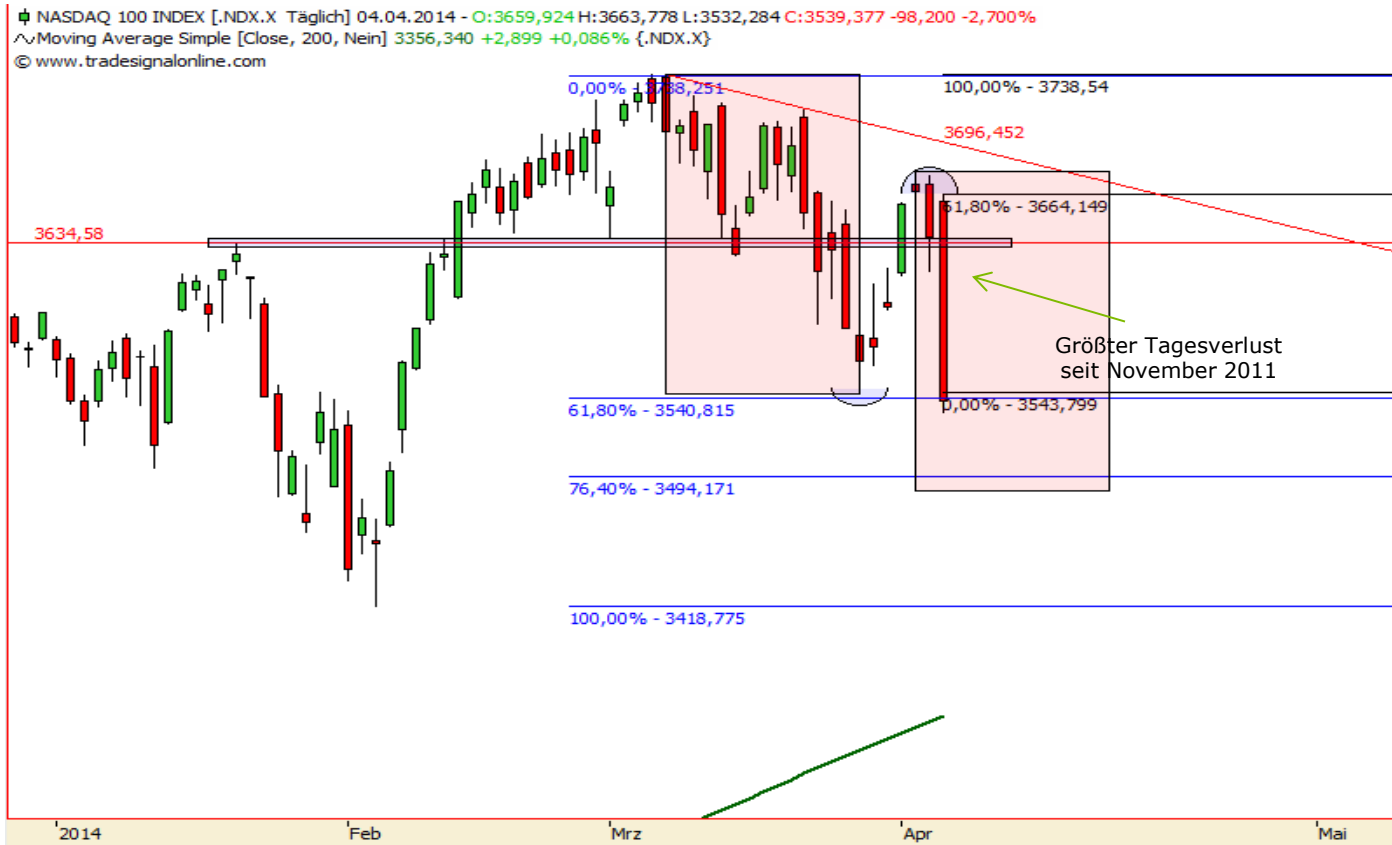 NASDAQ 100 INDEX [.NDX.X Täglich] 04.04.2014 - O:3659,924 H:3663,778 L:3532,284 C:3539,377 -98,200 -2,700%
Moving Average Simple [Close, 200, Nein] 3356,340 +2,899 +0,086% {.NDX.X}
© www.tradesignalonline.com
0,00% - 3738,251
100,00% - 3738,54
3696,452
61,80% - 3664,149
3634,58
Größter Tagesverlust
seit November 2011
0,00% - 3543,799
61,80% - 3540,815
76,40% - 3494,171
100,00% - 3418,775
2014 Feb Mrz Apr Mai